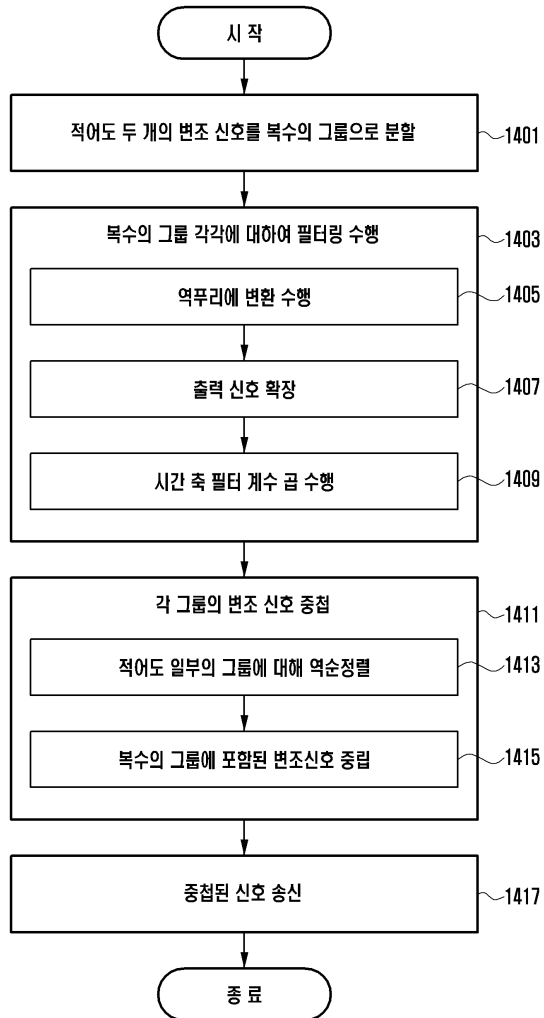 시 작
적어도 두 개의 변조 신호를 복수의 그룹으로 분할
1401
복수의 그룹 각각에 대하여 필터링 수행
1403
역푸리에 변환 수행
1405
출력 신호 확장
1407
시간 축 필터 계수 곱 수행
1409
각 그룹의 변조 신호 중첩
1411
적어도 일부의 그룹에 대해 역순정렬
1413
복수의 그룹에 포함된 변조신호 중립
1415
중첩된 신호 송신
1417
종 료